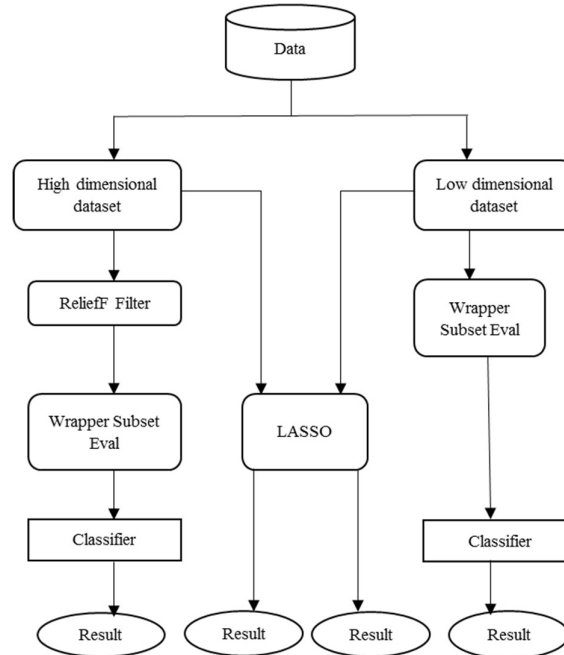 Data
High dimensional
dataset
Low dimensional
dataset
ReliefF Filter
Wrapper
Subset Eval
Wrapper Subset
Eval
LASSO
Classifier
Classifier
Result
Result
Result
Result